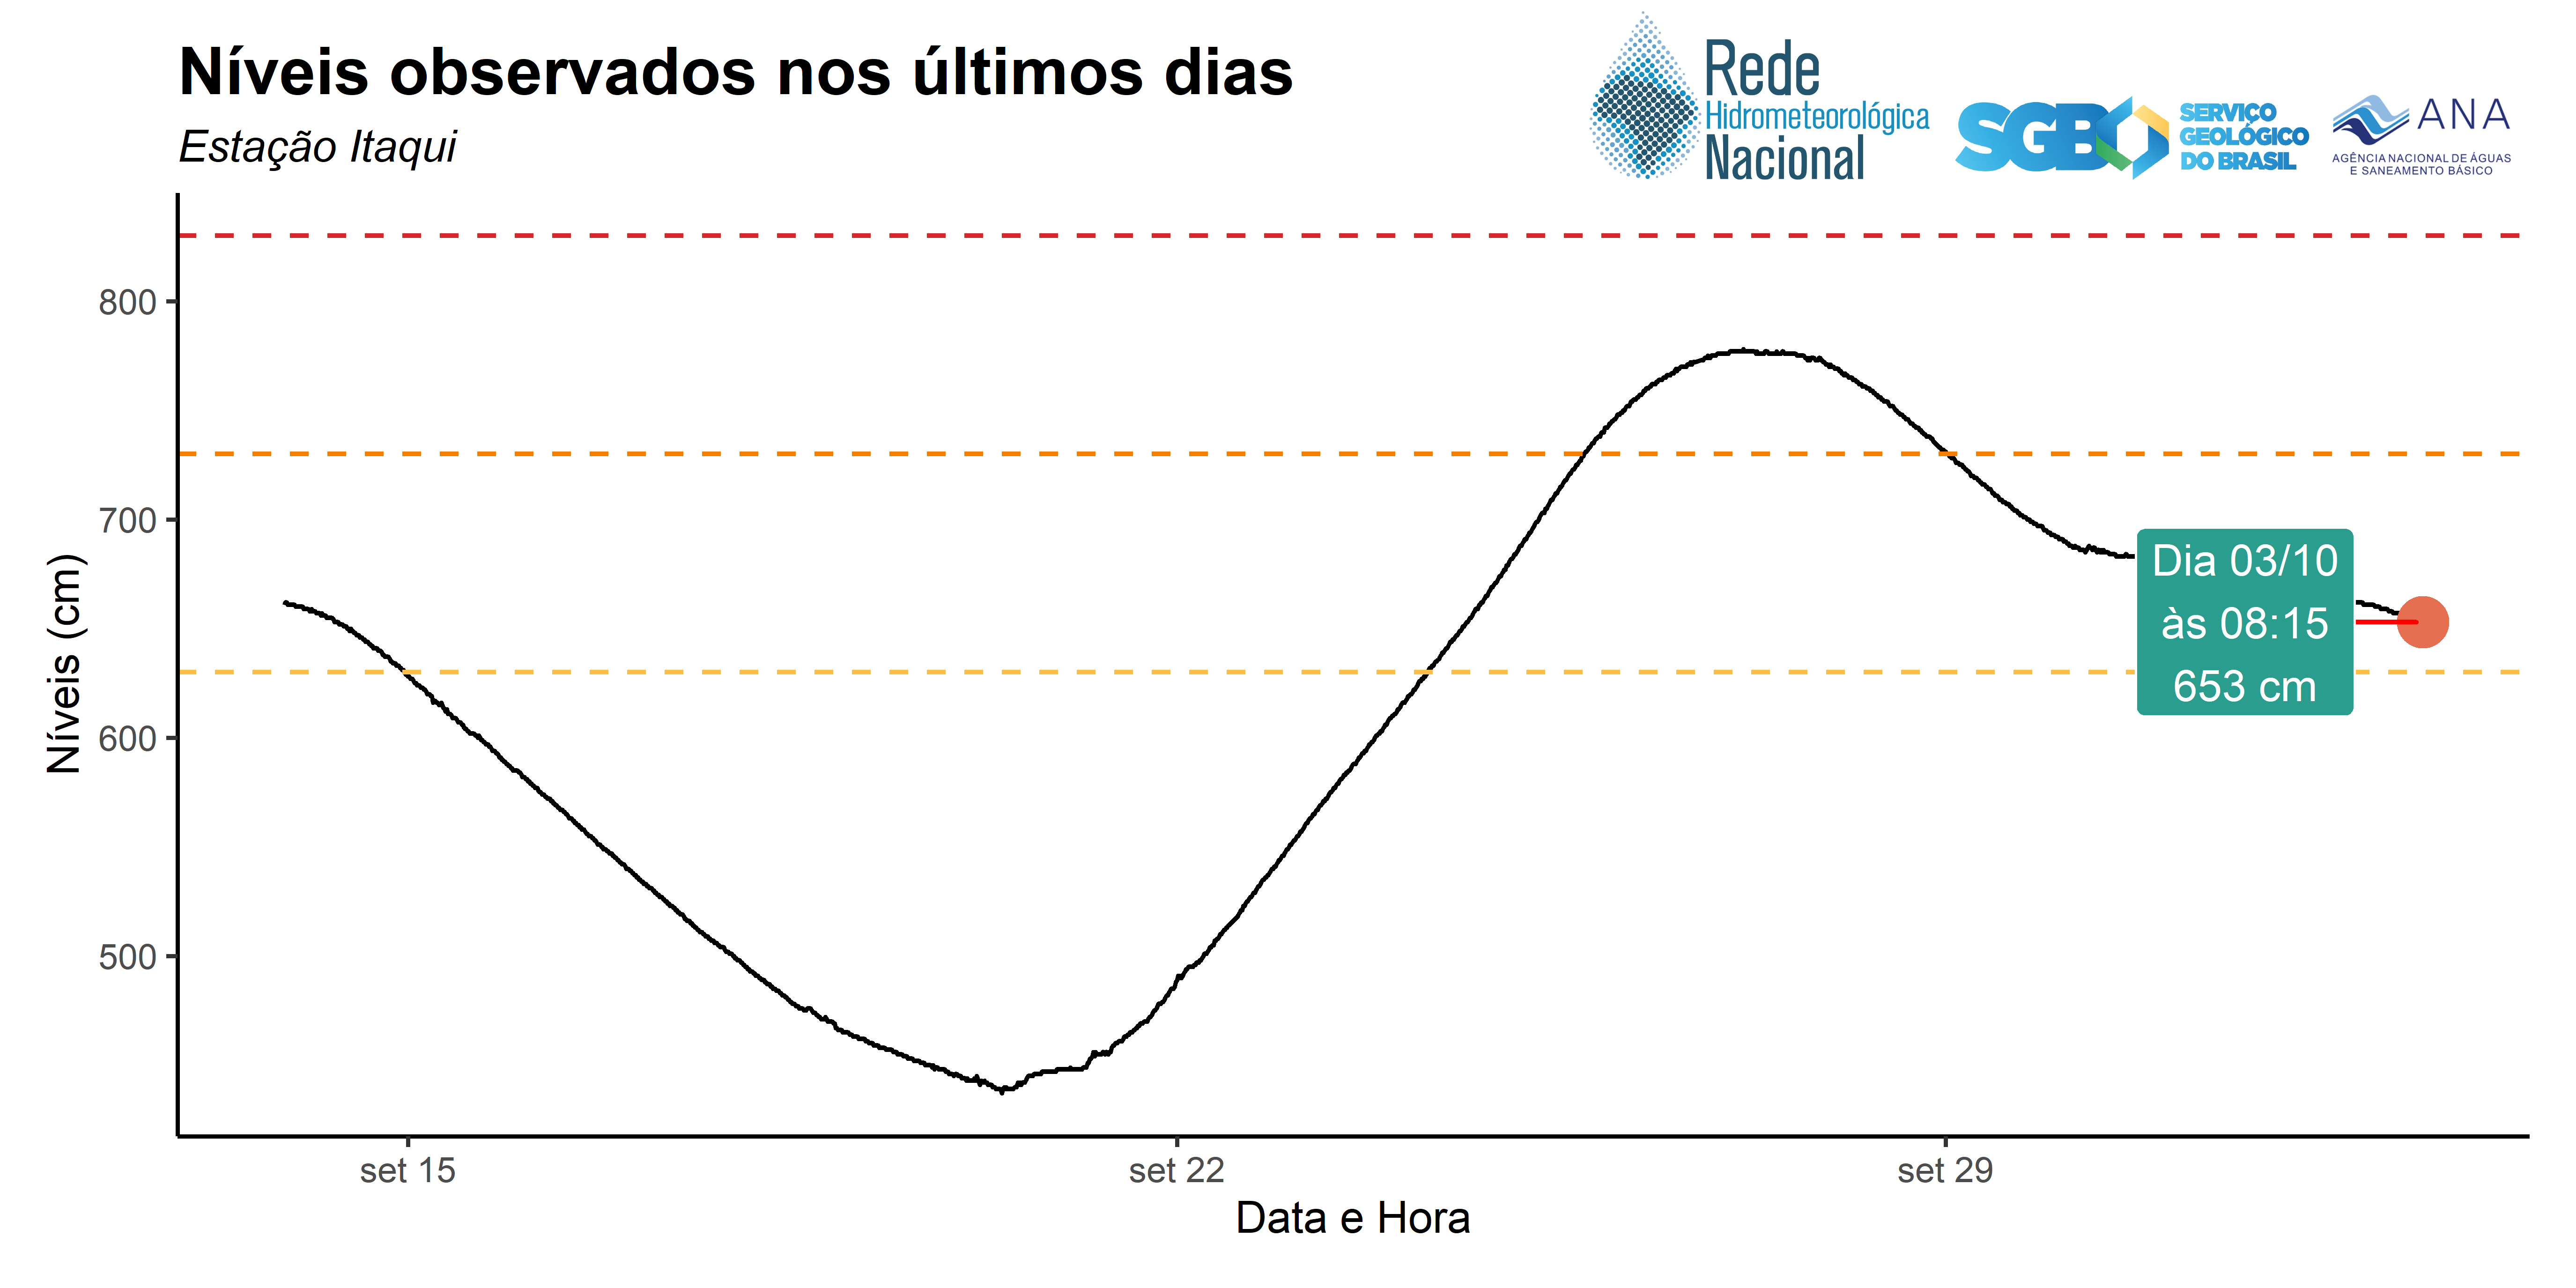 Níveis observados nos últimos dias
Estação Itaqui
Rede
Hidrometeorológica
Nacional
SGB
SERVIÇO
GEOLÓGICO
DO BRASIL
ANA
AGÊNCIA NACIONAL DE ÁGUAS
E SANEAMENTO BÁSICO
Níveis (cm)
800
700
600
500
Dia 03/10
às 08:15
653 cm
set 15
set 22
set 29
Data e Hora